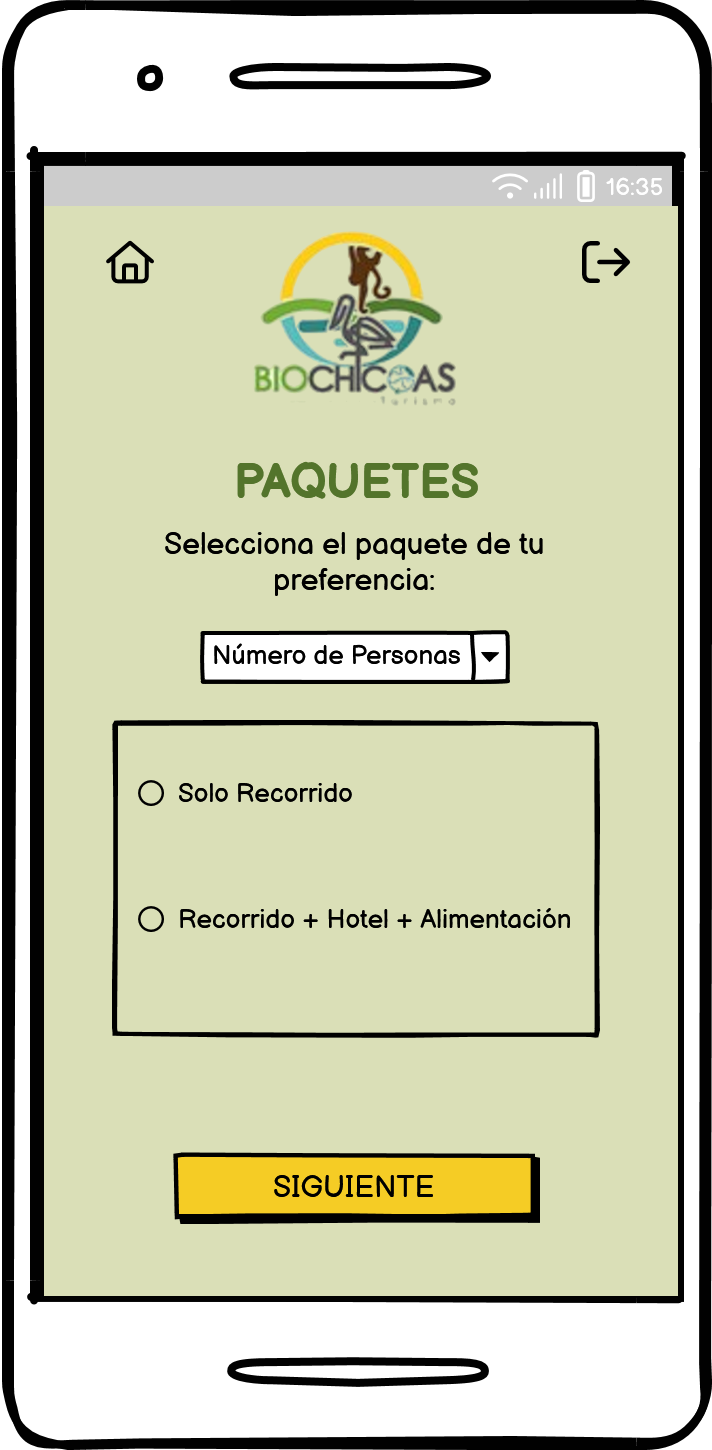 16:35
BIOCHICOAS
Turismo
PAQUETES
Selecciona el paquete de tu
preferencia:
Número de Personas
Solo Recorrido
Recorrido + Hotel + Alimentación
SIGUIENTE